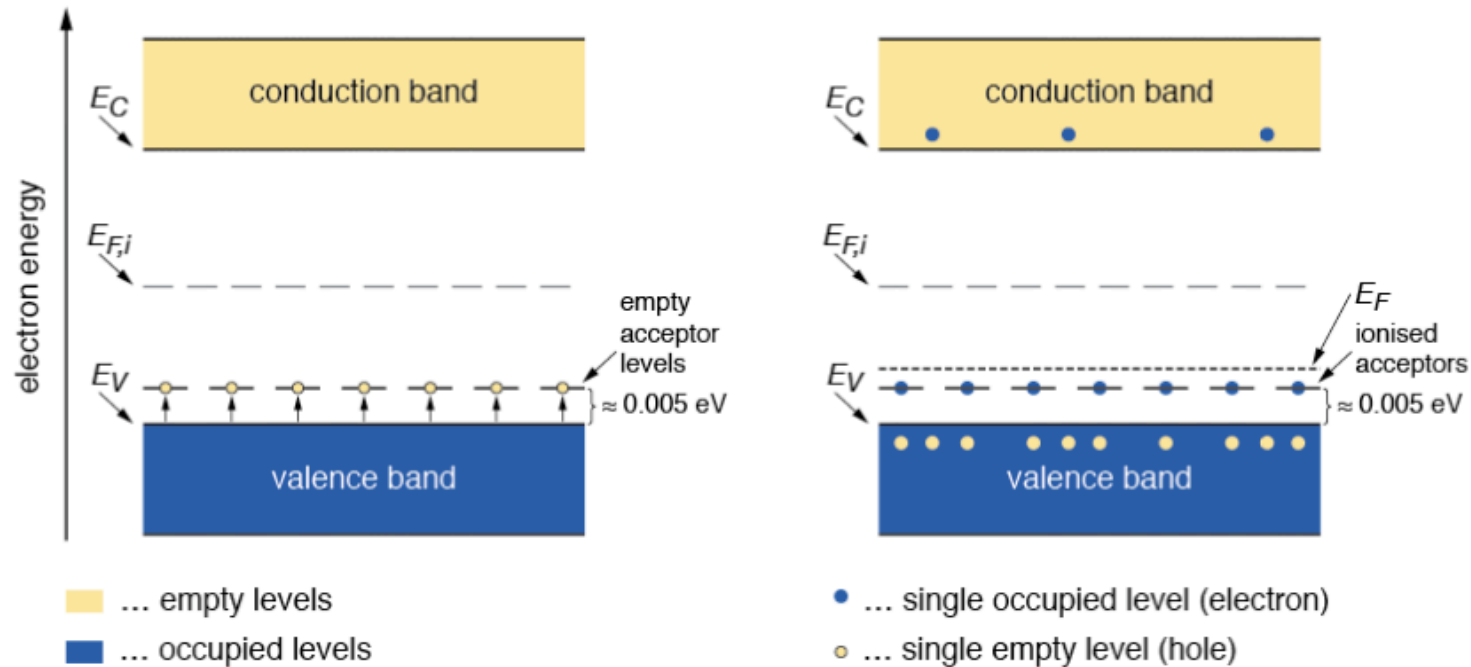 electron energy
conduction band
E_C
E_{F,i}
empty
acceptor
levels
E_V
≈ 0.005 eV
valence band
... empty levels
... occupied levels
conduction band
E_C
E_{F,i}
E_F
ionised
acceptors
E_V
≈ 0.005 eV
valence band
... single occupied level (electron)
... single empty level (hole)